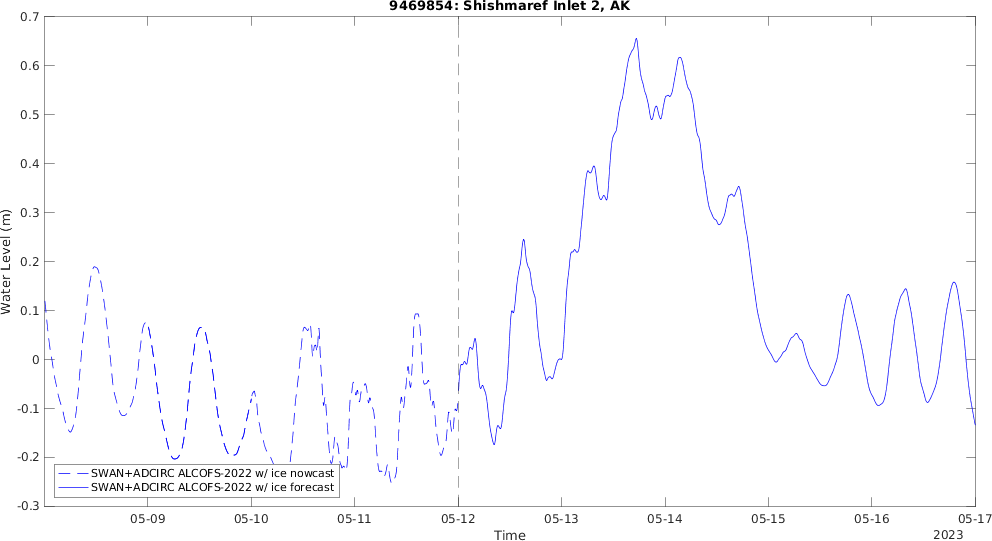 9469854: Shishmaref Inlet 2, AK
Water Level (m)
0.7
0.6
0.5
0.4
0.3
0.2
0.1
0
-0.1
-0.2
-0.3
SWAN+ADCIRC ALCOFS-2022 w/ ice nowcast
SWAN+ADCIRC ALCOFS-2022 w/ ice forecast
05-09 05-10 05-11 05-12 05-13 05-14 05-15 05-16 05-17
Time
2023